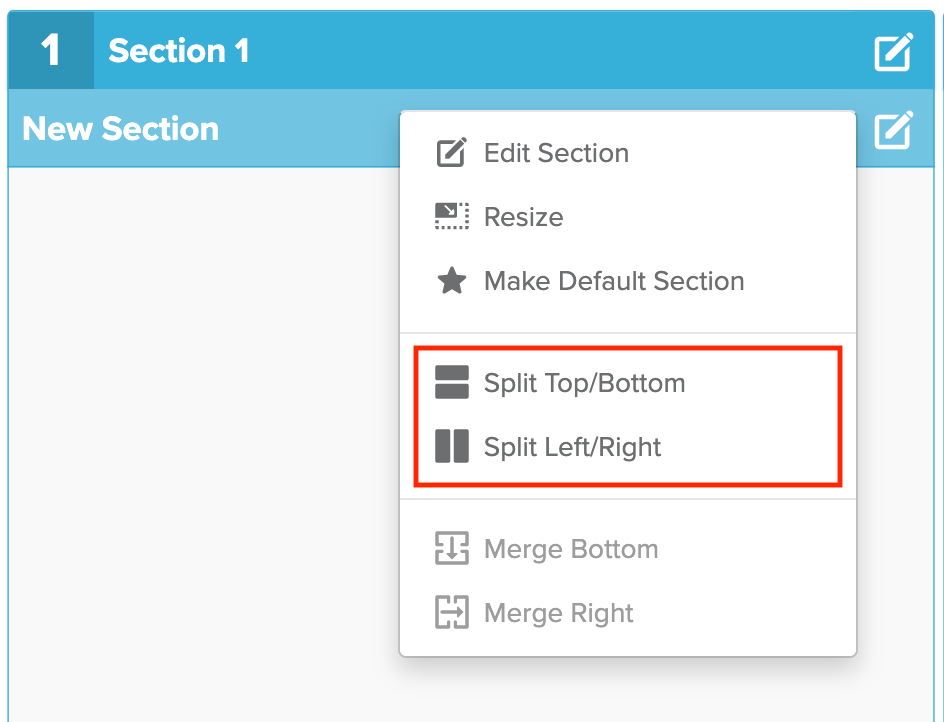 1 Section 1
New Section
Edit Section
Resize
Make Default Section
Split Top/Bottom
Split Left/Right
Merge Bottom
Merge Right